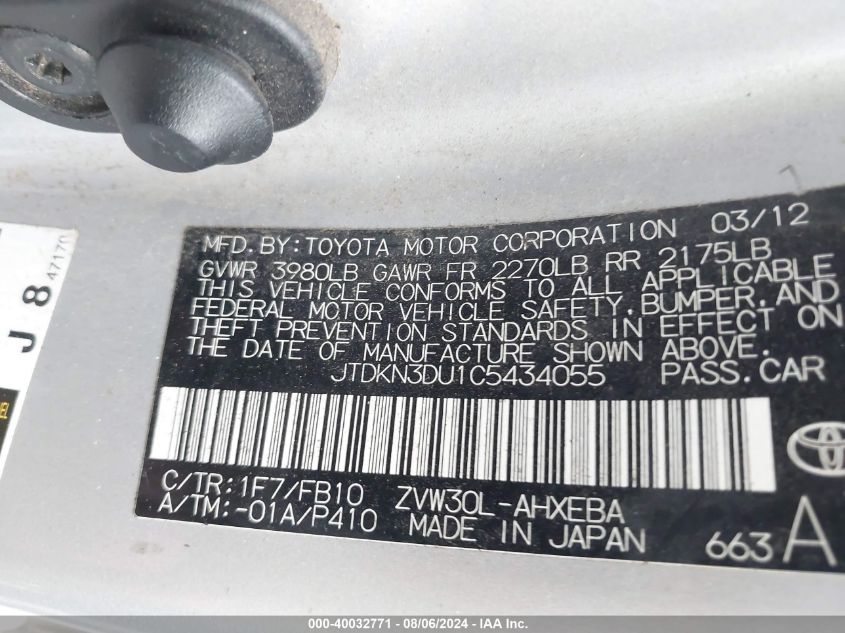 MFD. BY: TOYOTA MOTOR CORPORATION 03/12
GVWR 3980LB GAWR FR 2270LB RR 2175LB
THIS VEHICLE CONFORMS TO ALL APPLICABLE
FEDERAL MOTOR VEHICLE SAFETY, BUMPER, AND
THEFT PREVENTION STANDARDS IN EFFECT ON
THE DATE OF MANUFACTURE SHOWN ABOVE.
JTDKN3DU1C5434055 PASS. CAR
C/TR: 1F7/FB10 ZVW30L-AHXEBA
A/TM: -01A/P410 MADE IN JAPAN 663 A
J 8 47170
000-40032771 - 08/06/2024 - IAA Inc.